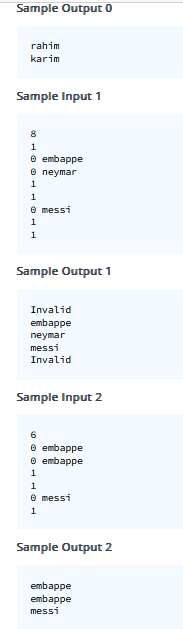 Sample Output 0
rahim
karim
Sample Input 1
8
1
0 embappe
0 neymar
1
1
0 messi
1
1
Sample Output 1
Invalid
embappe
neymar
messi
Invalid
Sample Input 2
6
0 embappe
0 embappe
1
1
0 messi
1
Sample Output 2
embappe
embappe
messi